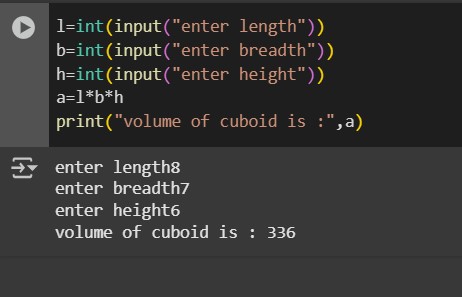 l=int(input("enter length"))
b=int(input("enter breadth"))
h=int(input("enter height"))
a=l*b*h
print("volume of cuboid is :",a)
enter length8
enter breadth7
enter height6
volume of cuboid is : 336